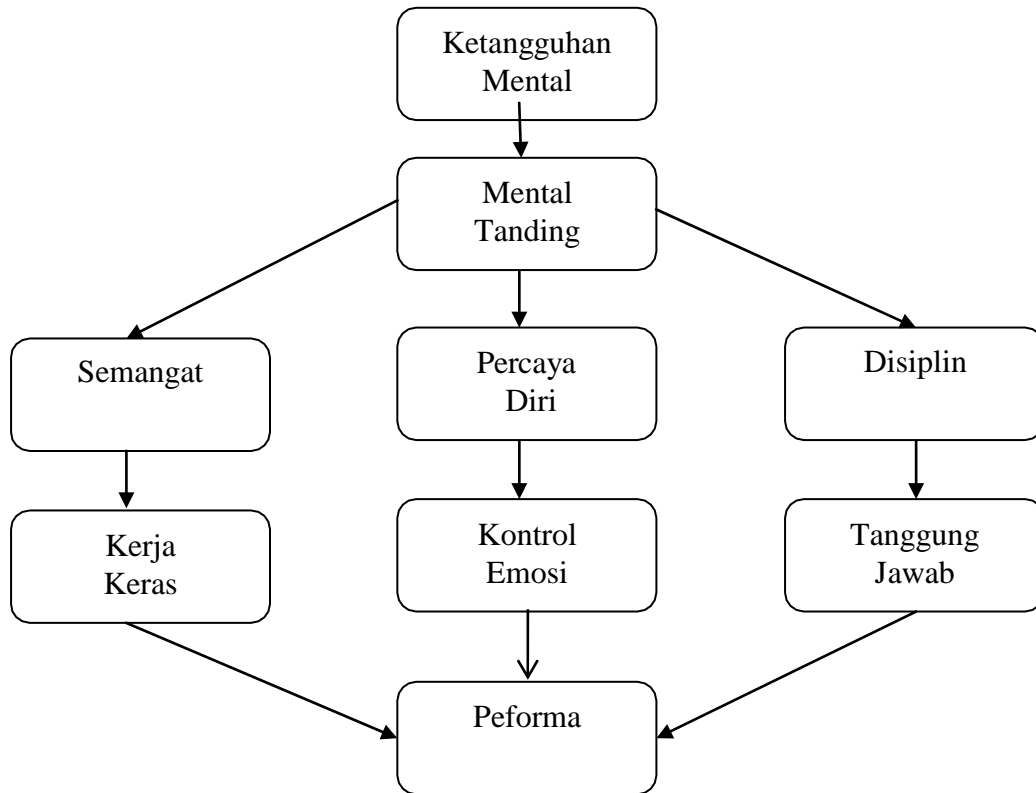 Ketangguhan
Mental
Mental
Tanding
Semangat
Percaya
Diri
Disiplin
Kerja
Keras
Kontrol
Emosi
Tanggung
Jawab
Peforma